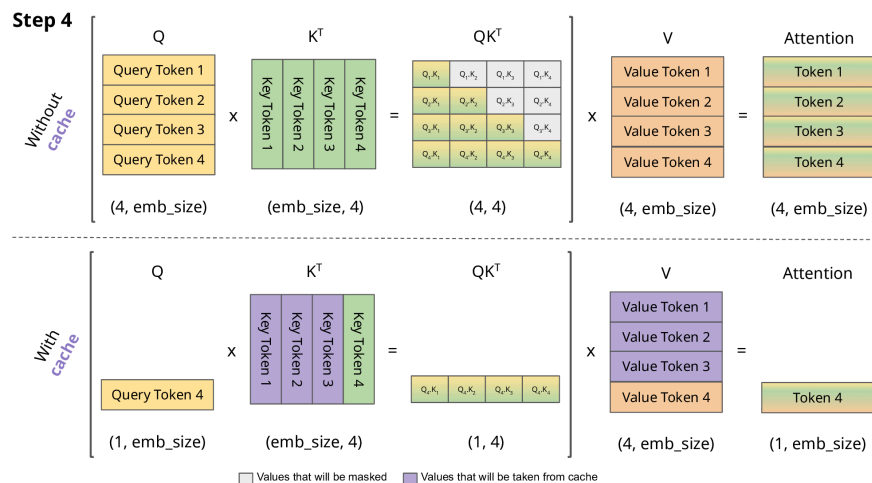 Step 4
Without
cache
Q
Kᵀ
QKᵀ
V
Attention
Query Token 1
Query Token 2
Query Token 3
Query Token 4
x
Key Token 1
Key Token 2
Key Token 3
Key Token 4
=
Q₁.K₁ Q₁.K₂ Q₁.K₃ Q₁.K₄
Q₂.K₁ Q₂.K₂ Q₂.K₃ Q₂.K₄
Q₃.K₁ Q₃.K₂ Q₃.K₃ Q₃.K₄
Q₄.K₁ Q₄.K₂ Q₄.K₃ Q₄.K₄
x
Value Token 1
Value Token 2
Value Token 3
Value Token 4
=
Token 1
Token 2
Token 3
Token 4
(4, emb_size)
(emb_size, 4)
(4, 4)
(4, emb_size)
(4, emb_size)
With
cache
Q
Kᵀ
QKᵀ
V
Attention
Query Token 4
x
Key Token 1
Key Token 2
Key Token 3
Key Token 4
=
Q₄.K₁ Q₄.K₂ Q₄.K₃ Q₄.K₄
x
Value Token 1
Value Token 2
Value Token 3
Value Token 4
=
Token 4
(1, emb_size)
(emb_size, 4)
(1, 4)
(4, emb_size)
(1, emb_size)
Values that will be masked
Values that will be taken from cache